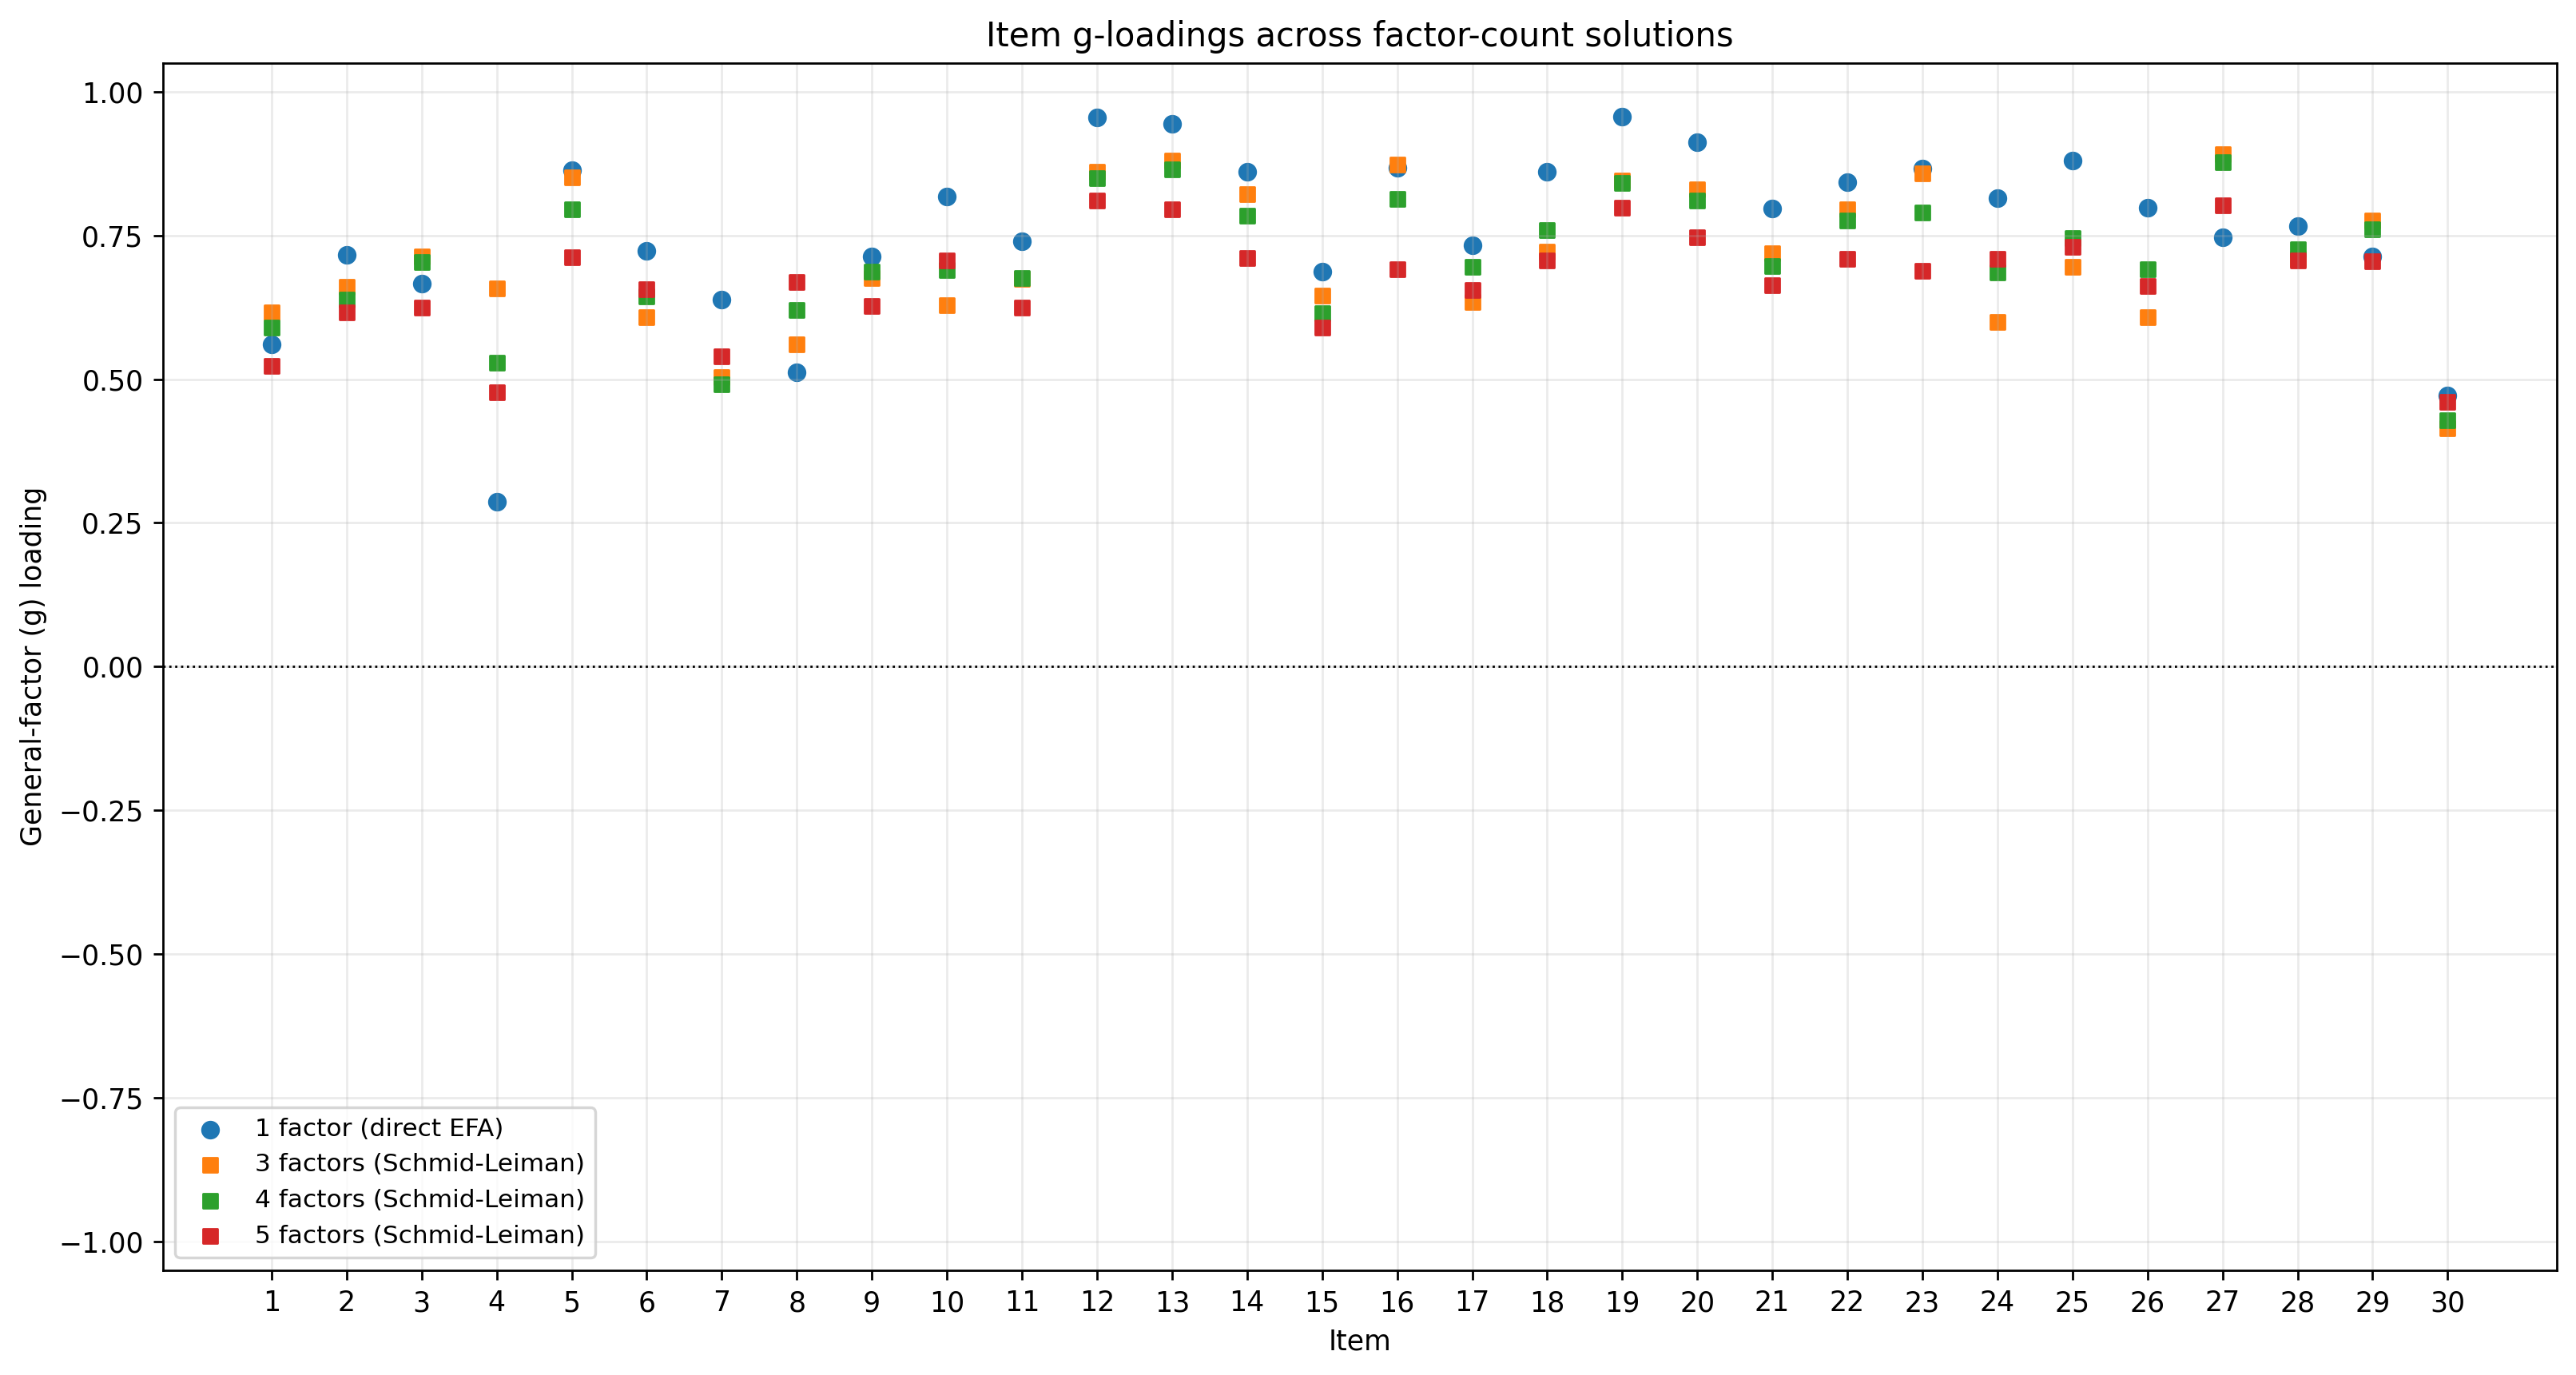 Item g-loadings across factor-count solutions
General-factor (g) loading
1.00
0.75
0.50
0.25
0.00
−0.25
−0.50
−0.75
−1.00
1 factor (direct EFA)
3 factors (Schmid-Leiman)
4 factors (Schmid-Leiman)
5 factors (Schmid-Leiman)
1 2 3 4 5 6 7 8 9 10 11 12 13 14 15 16 17 18 19 20 21 22 23 24 25 26 27 28 29 30
Item